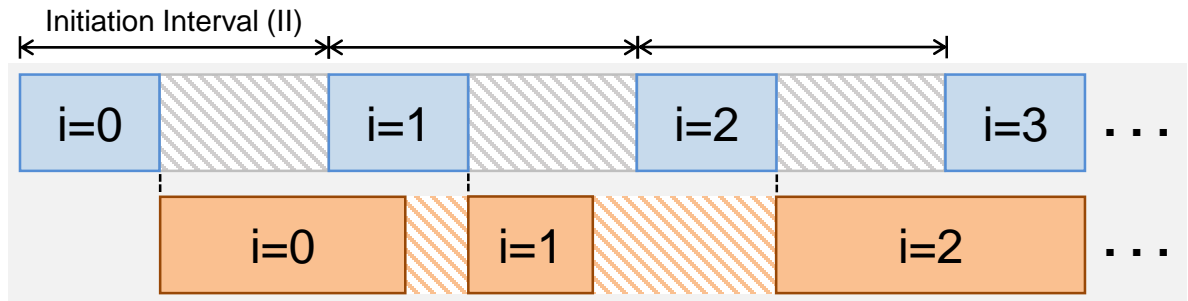 Initiation Interval (II)
i=0 i=1 i=2 i=3 ...
i=0 i=1 i=2 ...